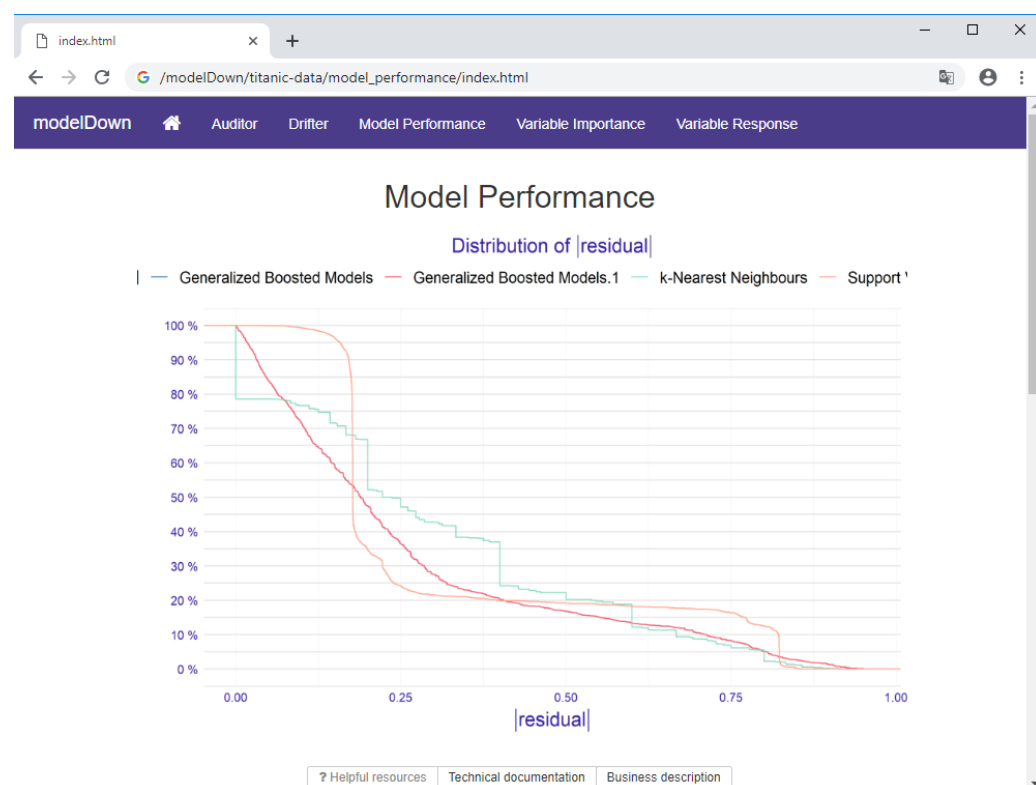 index.html
/modelDown/titanic-data/model_performance/index.html
modelDown Auditor Drifter Model Performance Variable Importance Variable Response
Model Performance
Distribution of |residual|
| — Generalized Boosted Models — Generalized Boosted Models.1 — k-Nearest Neighbours — Support
100 %
90 %
80 %
70 %
60 %
50 %
40 %
30 %
20 %
10 %
0 %
0.00 0.25 0.50 0.75 1.00
|residual|
? Helpful resources Technical documentation Business description